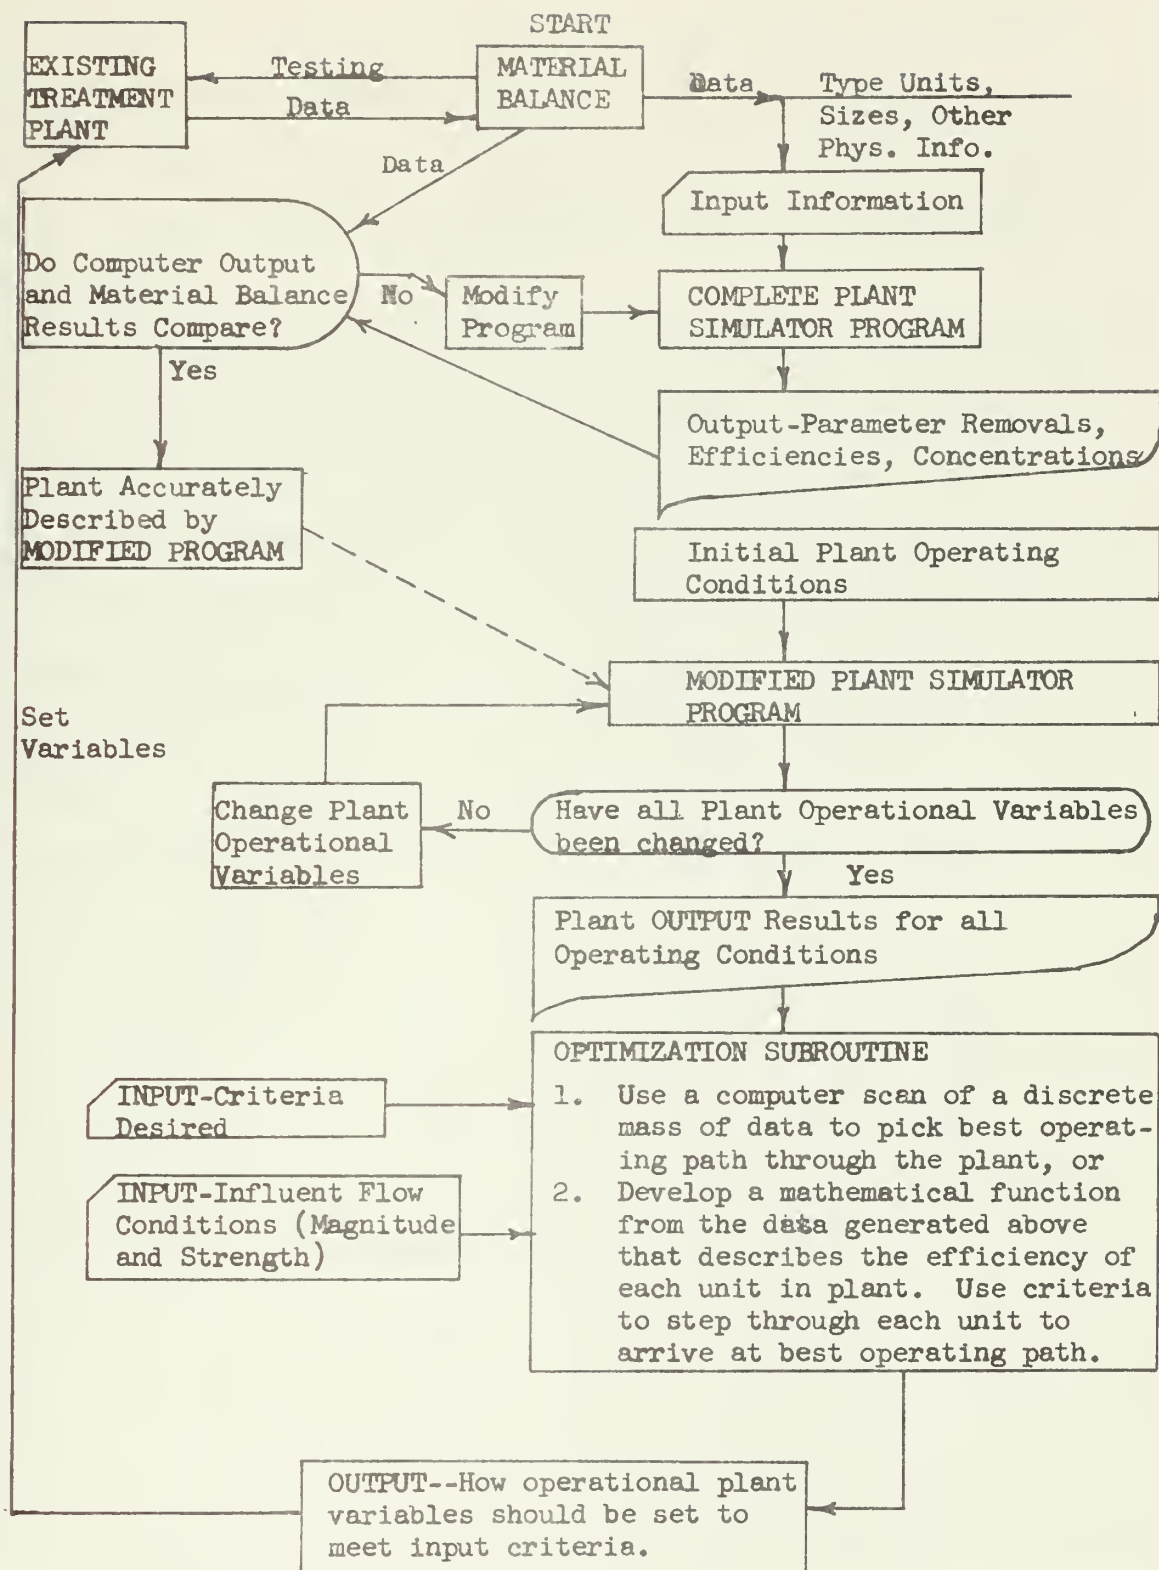 START
EXISTING
TREATMENT
PLANT
Testing
Data
MATERIAL
BALANCE
Data
Type Units,
Sizes, Other
Phys. Info.
Data
Input Information
Do Computer Output
and Material Balance
Results Compare?
No
Modify
Program
COMPLETE PLANT
SIMULATOR PROGRAM
Yes
Output-Parameter Removals,
Efficiencies, Concentrations
Plant Accurately
Described by
MODIFIED PROGRAM
Initial Plant Operating
Conditions
MODIFIED PLANT SIMULATOR
PROGRAM
Set
Variables
Change Plant
Operational
Variables
No
Have all Plant Operational Variables
been changed?
Yes
Plant OUTPUT Results for all
Operating Conditions
OPTIMIZATION SUBROUTINE
1. Use a computer scan of a discrete
mass of data to pick best operat-
ing path through the plant, or
2. Develop a mathematical function
from the data generated above
that describes the efficiency of
each unit in plant. Use criteria
to step through each unit to
arrive at best operating path.
INPUT-Criteria
Desired
INPUT-Influent Flow
Conditions (Magnitude
and Strength)
OUTPUT--How operational plant
variables should be set to
meet input criteria.